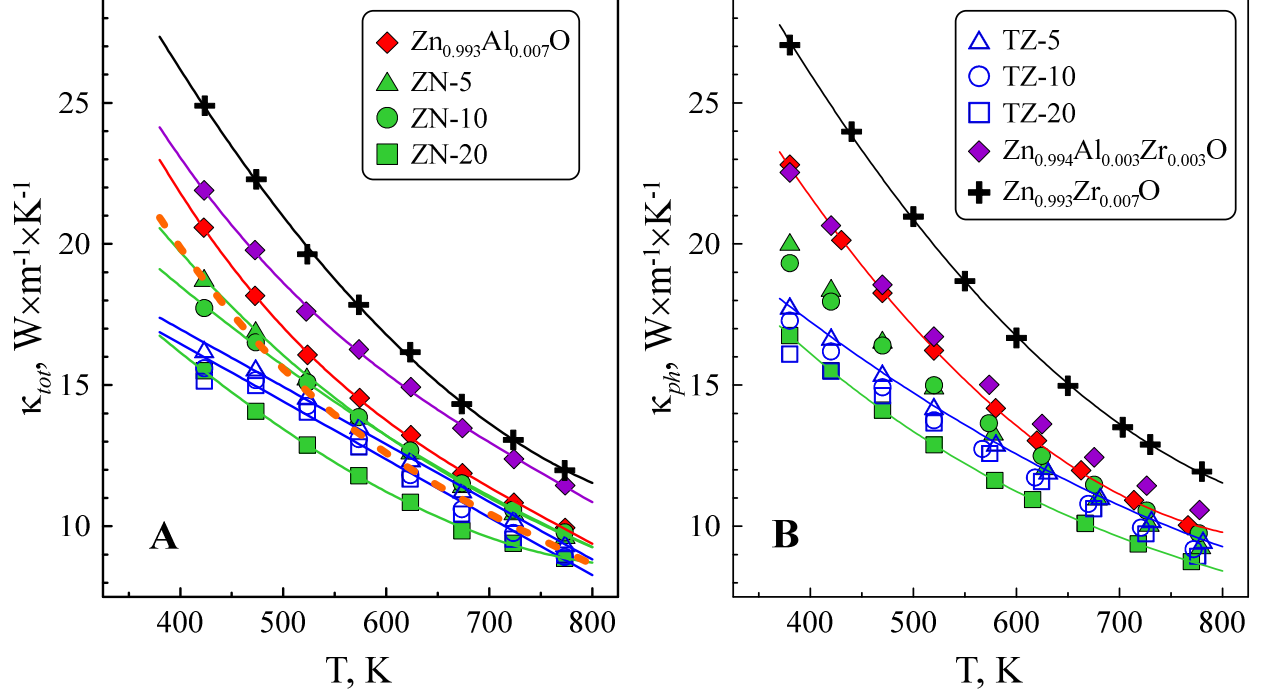 Zn0.993Al0.007O
ZN-5
ZN-10
ZN-20
25
20
15
10
κtot, W×m-1×K-1
A
400 500 600 700 800
T, K
TZ-5
TZ-10
TZ-20
Zn0.994Al0.003Zr0.003O
Zn0.993Zr0.007O
25
20
15
10
κph, W×m-1×K-1
B
400 500 600 700 800
T, K